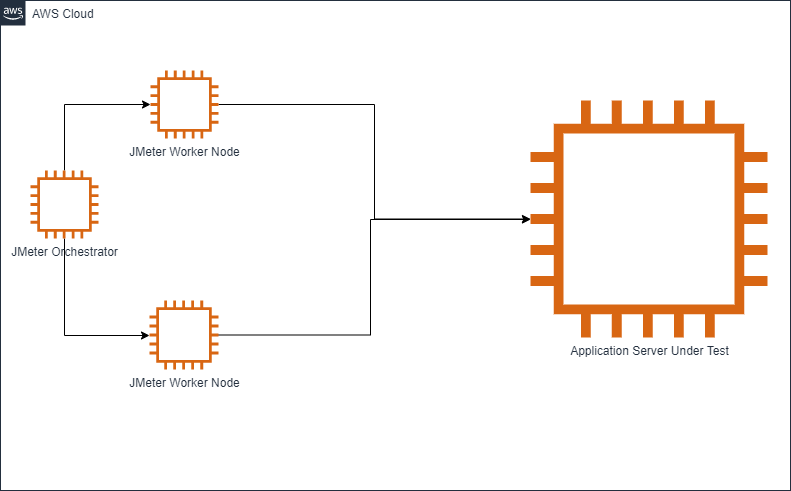 aws
AWS Cloud
JMeter Worker Node
JMeter Orchestrator
JMeter Worker Node
Application Server Under Test